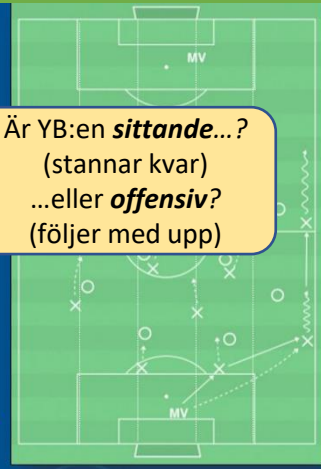 MV
Är YB:en sittande...?
(stannar kvar)
...eller offensiv?
(följer med upp)
MV